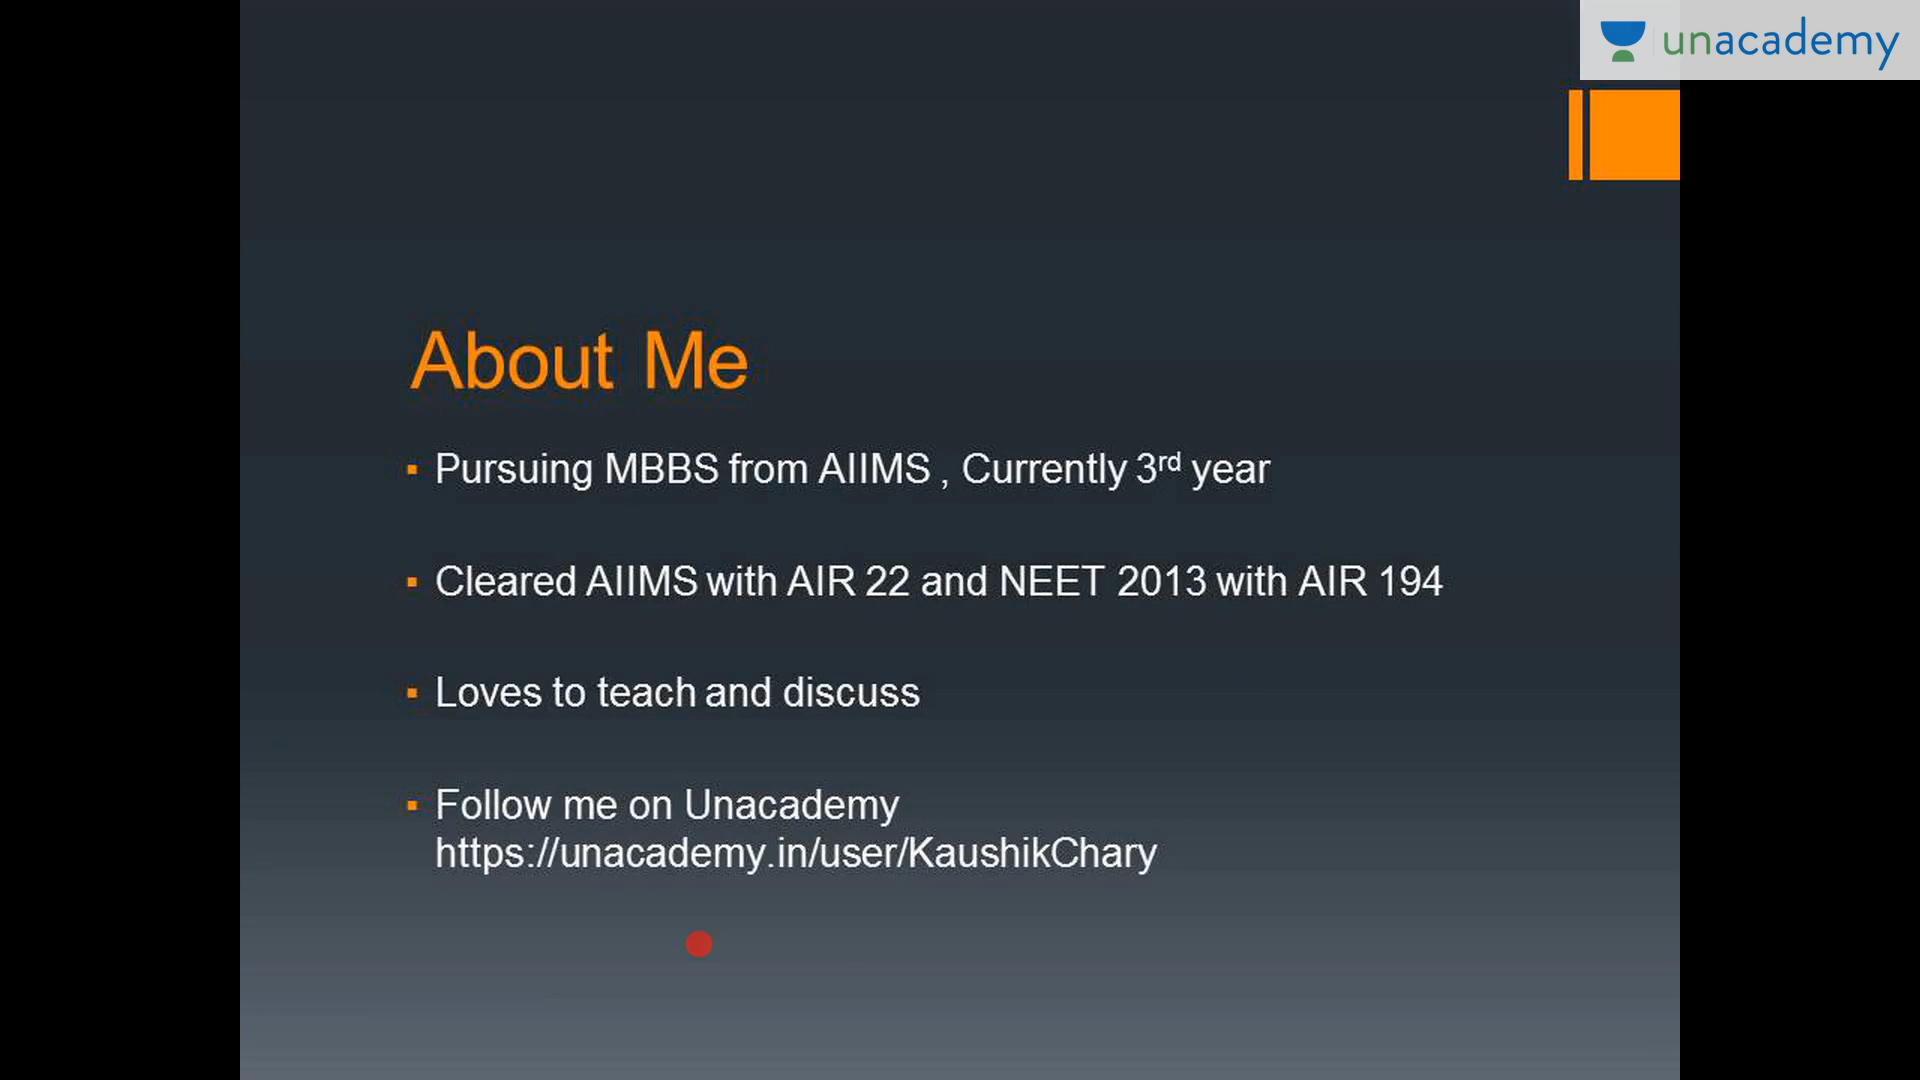 unacademy
About Me
Pursuing MBBS from AIIMS , Currently 3rd year
Cleared AIIMS with AIR 22 and NEET 2013 with AIR 194
Loves to teach and discuss
Follow me on Unacademy
https://unacademy.in/user/KaushikChary